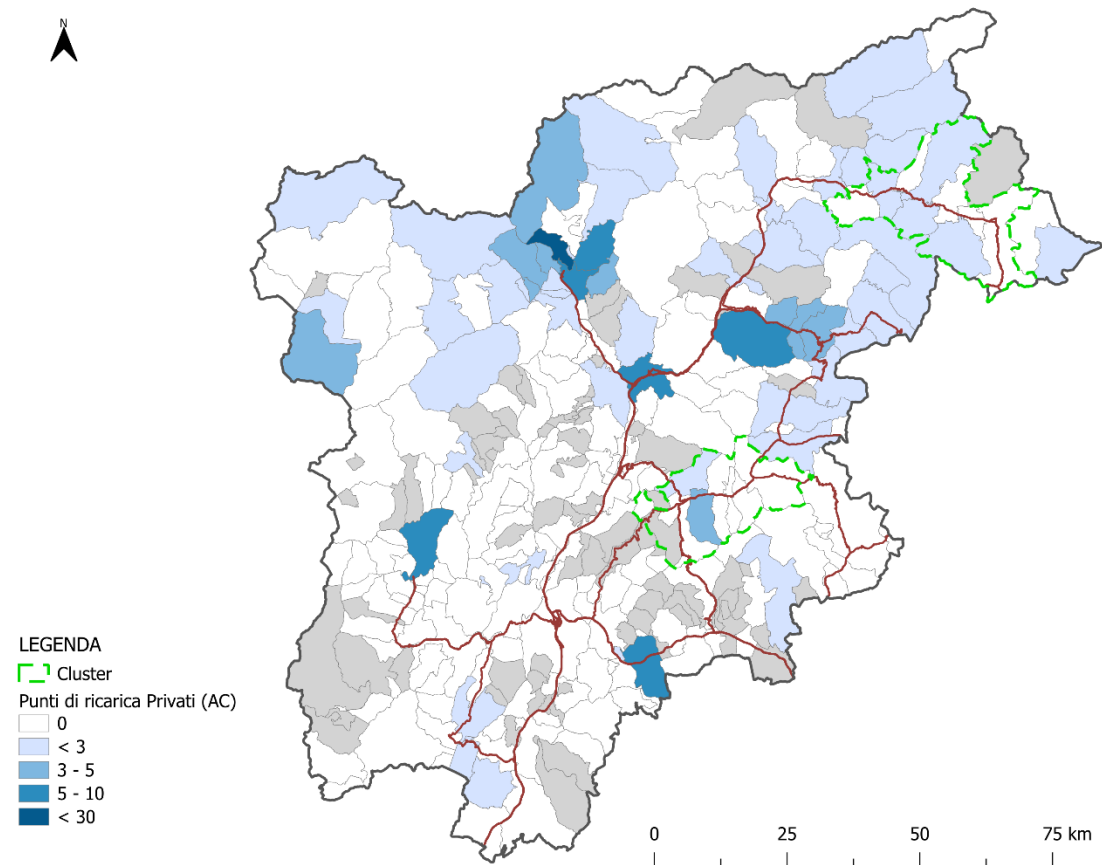 N
LEGENDA
Cluster
Punti di ricarica Privati (AC)
0
< 3
3 - 5
5 - 10
< 30
0 25 50 75 km